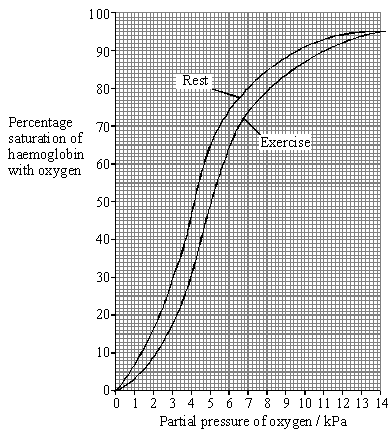 100
90
80
70
60
50
40
30
20
10
0
Percentage
saturation of
haemoglobin
with oxygen
Rest
Exercise
0 1 2 3 4 5 6 7 8 9 10 11 12 13 14
Partial pressure of oxygen / kPa